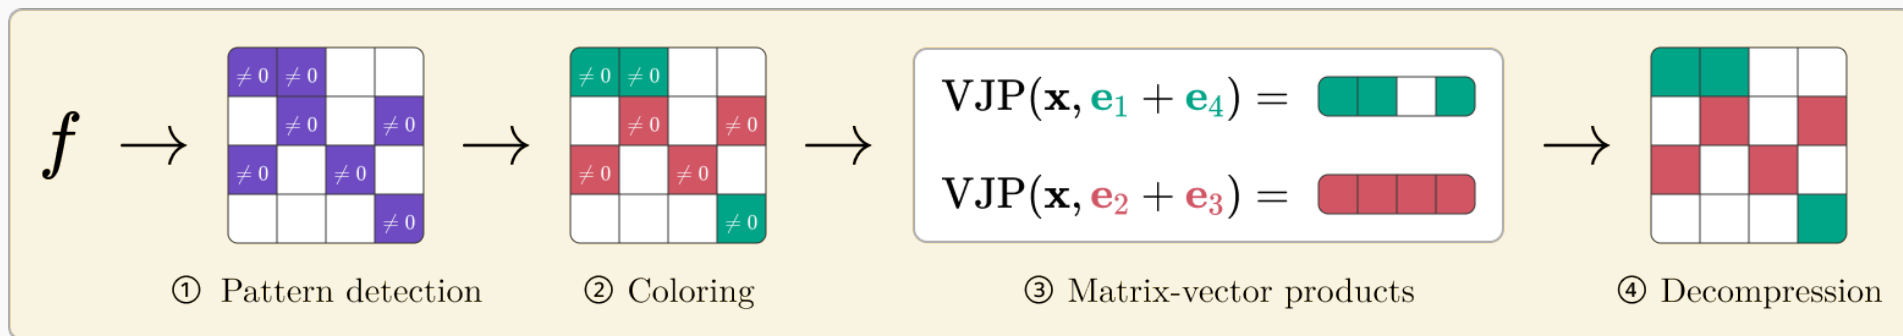 f
≠ 0 ≠ 0
≠ 0 ≠ 0
≠ 0 ≠ 0
≠ 0
≠ 0 ≠ 0
≠ 0 ≠ 0
≠ 0 ≠ 0
≠ 0
VJP(x, e₁ + e₄) =
VJP(x, e₂ + e₃) =
① Pattern detection
② Coloring
③ Matrix-vector products
④ Decompression